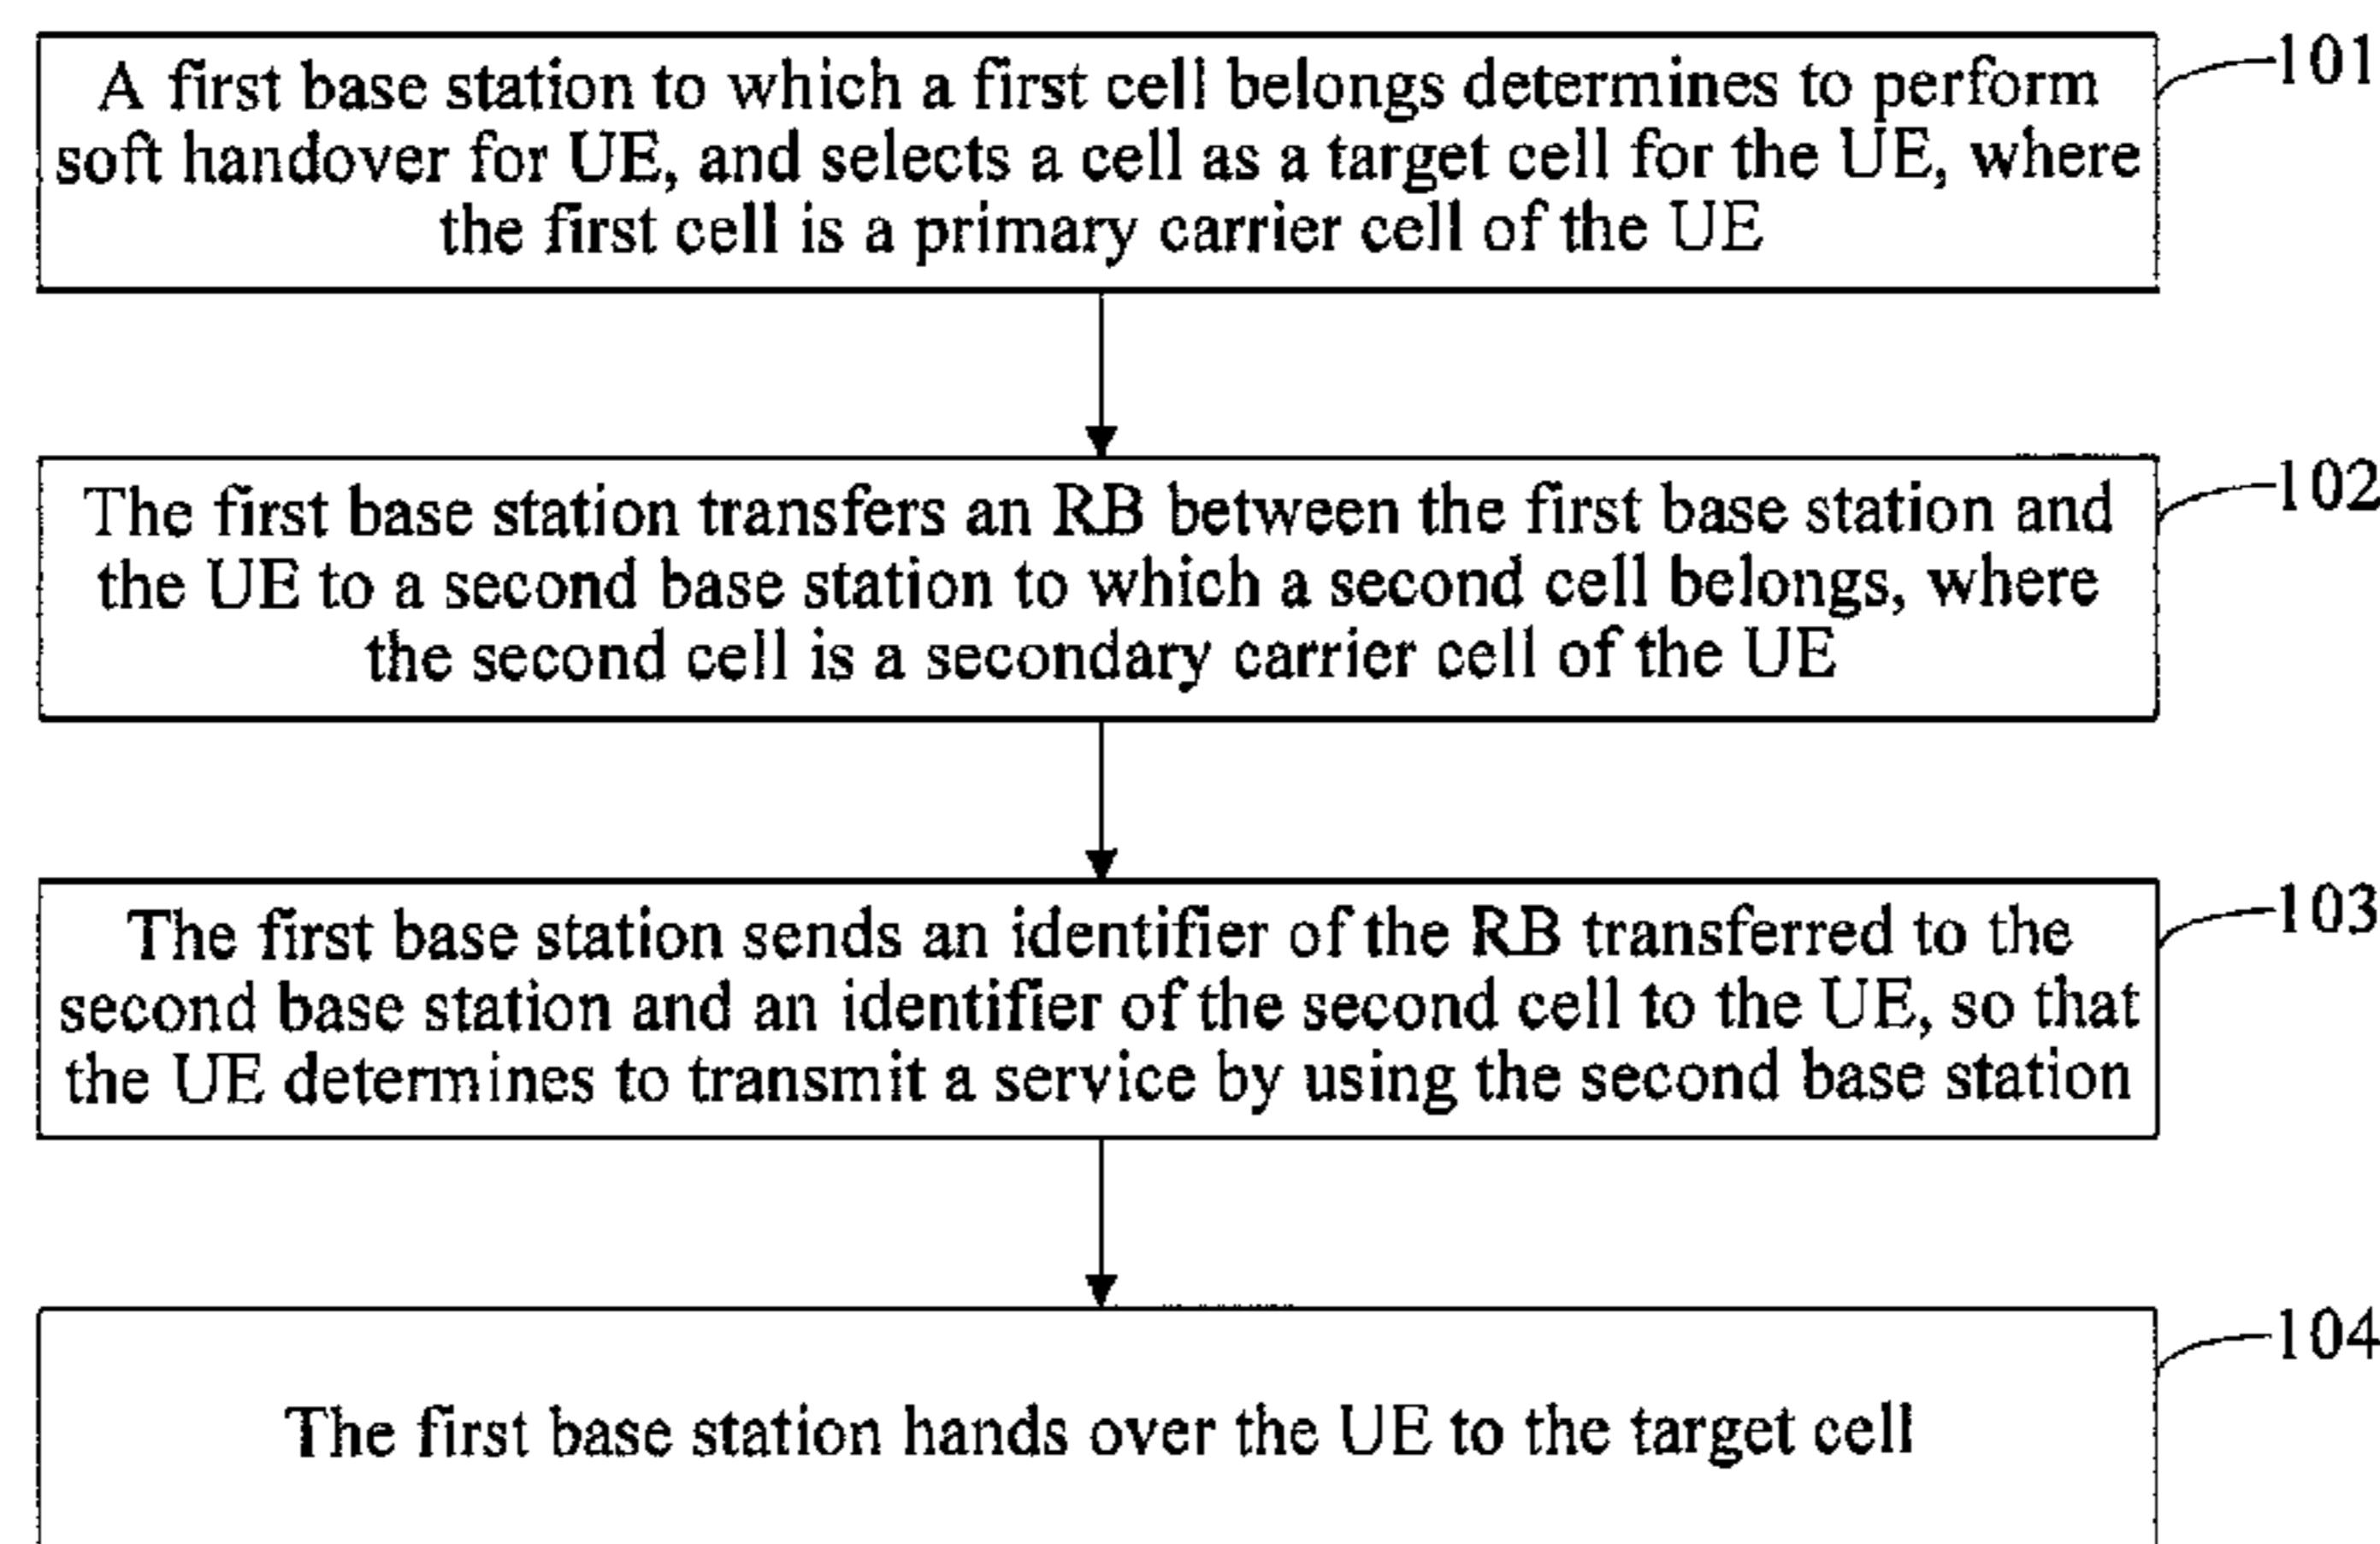 A first base station to which a first cell belongs determines to perform
101
soft handover for UE, and selects a cell as a target cell for the UE, where
the first cell is a primary carrier cell of the UE
The first base station transfers an RB between the first base station and
102
the UE to a second base station to which a second cell belongs, where
the second cell is a secondary carrier cell of the UE
The first base station sends an identifier of the RB transferred to the
103
second base station and an identifier of the second cell to the UE, so that
the UE determines to transmit a service by using the second base station
104
The first base station hands over the UE to the target cell